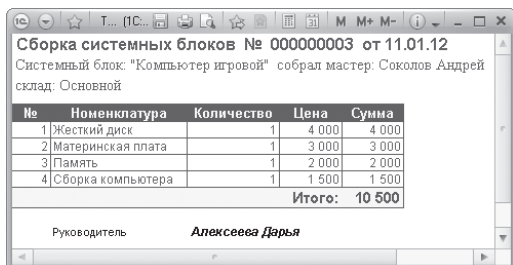 Т... (1С... M M+ M-
Сборка системных блоков № 000000003 от 11.01.12
Системный блок: "Компьютер игровой" собрал мастер: Соколов Андрей
склад: Основной
№ Номенклатура Количество Цена Сумма
1 Жесткий диск 1 4 000 4 000
2 Материнская плата 1 3 000 3 000
3 Память 1 2 000 2 000
4 Сборка компьютера 1 1 500 1 500
Итого: 10 500
Руководитель Алексеева Дарья